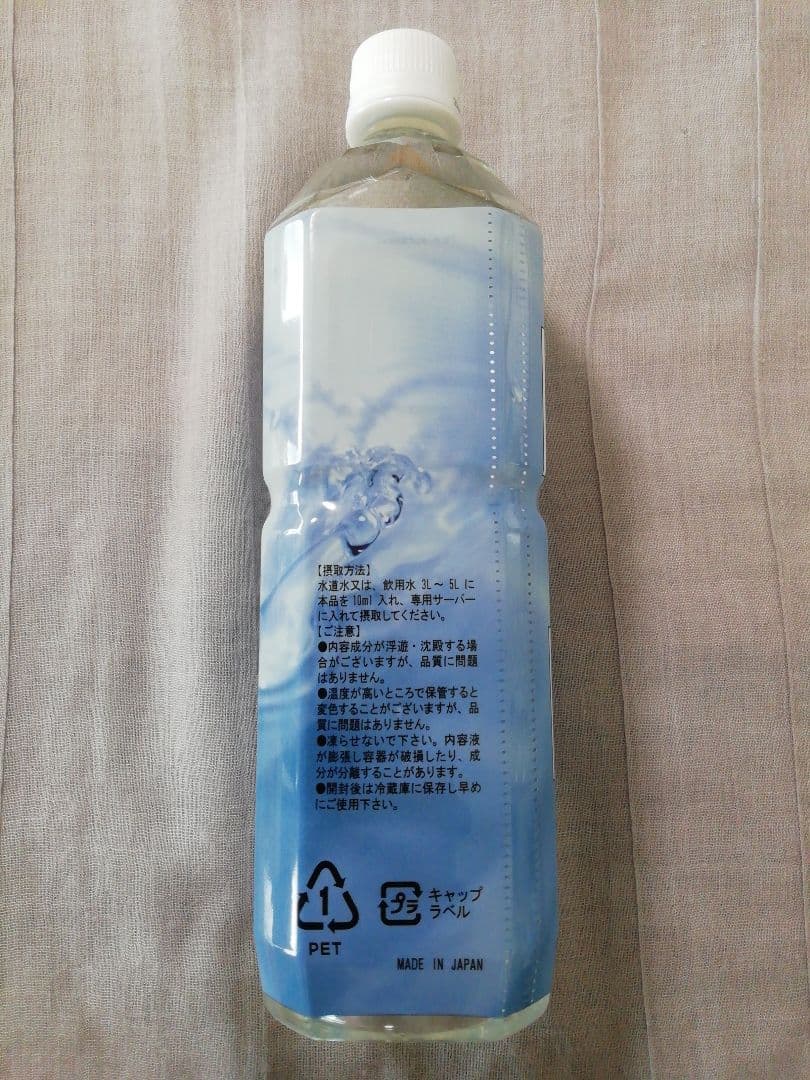 【摂取方法】
水道水又は、飲用水 3L～ 5L に
本品を 10ml 入れ、専用サーバー
に入れて摂取してください。
【ご注意】
●内容成分が浮遊・沈殿する場
合がございますが、品質に問題
はありません。
●温度が高いところで保管すると
変色することがございますが、品
質に問題はありません。
●凍らせないで下さい。内容液
が膨張し容器が破損したり、成
分が分離することがあります。
●開封後は冷蔵庫に保存し早め
にご使用下さい。
1
PET
プラ
キャップ
ラベル
MADE IN JAPAN